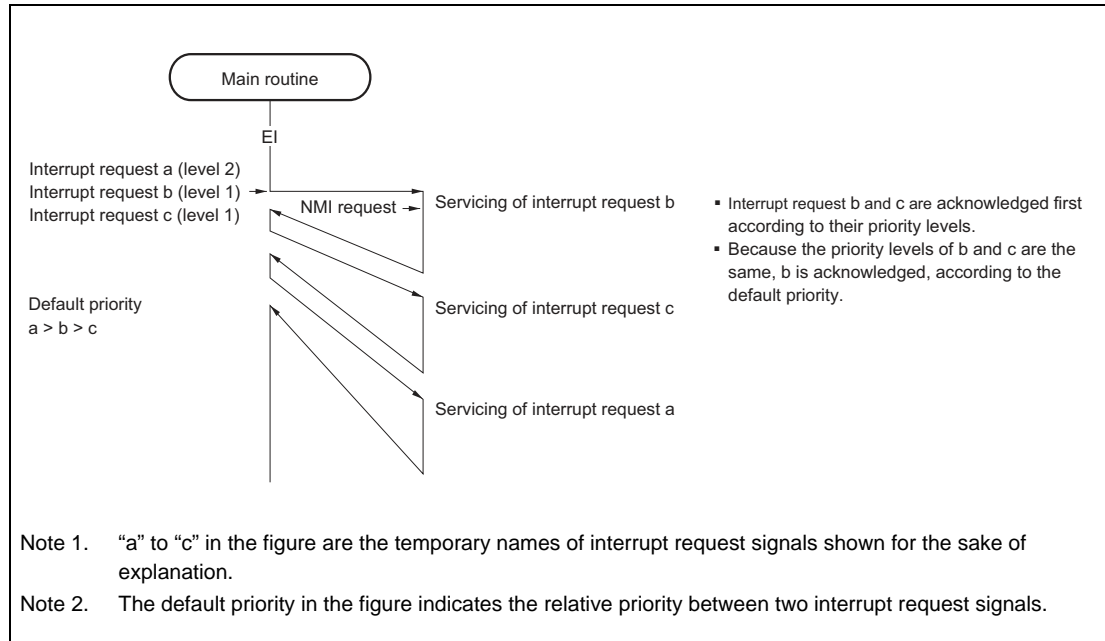 Main routine
EI
Interrupt request a (level 2)
Interrupt request b (level 1)
Interrupt request c (level 1)
NMI request
Servicing of interrupt request b
▪ Interrupt request b and c are acknowledged first
according to their priority levels.
▪ Because the priority levels of b and c are the
same, b is acknowledged, according to the
default priority.
Default priority
a > b > c
Servicing of interrupt request c
Servicing of interrupt request a
Note 1. “a” to “c” in the figure are the temporary names of interrupt request signals shown for the sake of
explanation.
Note 2. The default priority in the figure indicates the relative priority between two interrupt request signals.